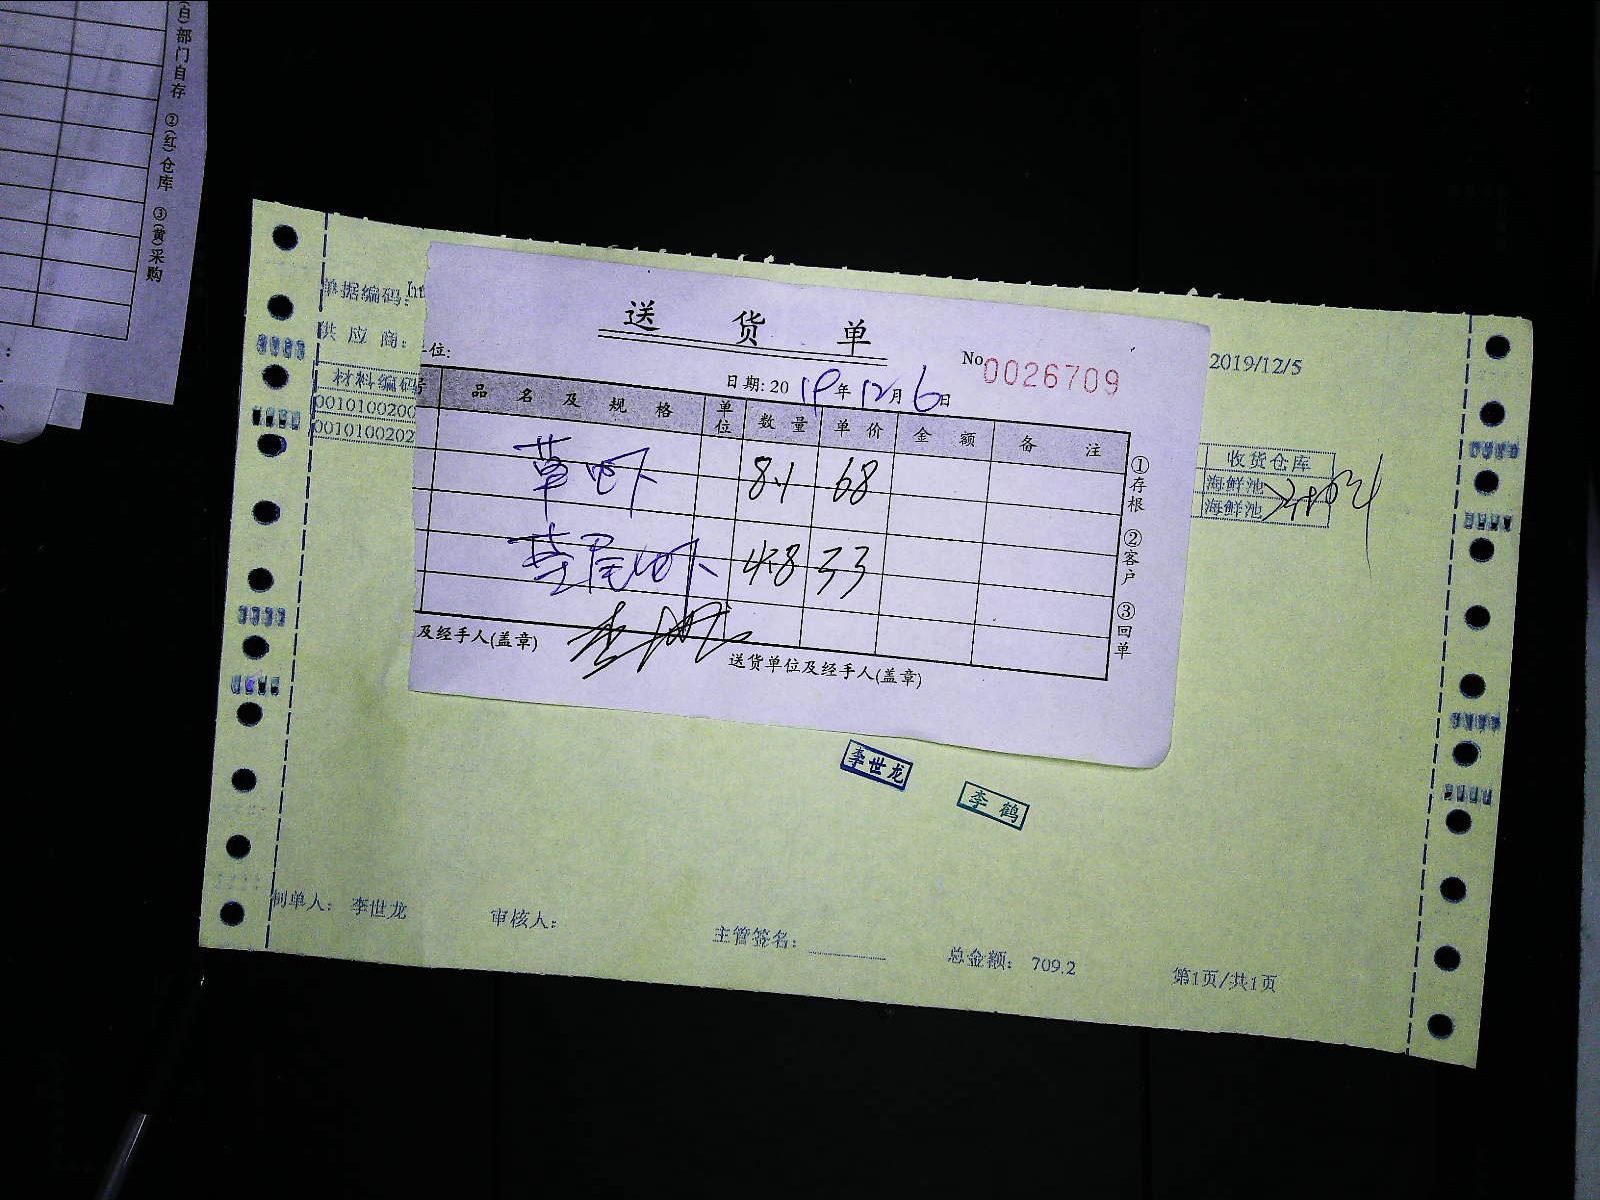 (白)部门自存 ②(红)仓库 ③(黄)采购
单据编码:
供 应 商:
2019/12/5
材料编码
0010100200
0010100202
收货仓库
海鲜池
海鲜池
送 货 单
位:
No 0026709
日期: 2019年12月6日
号 品 名 及 规 格 单位 数 量 单 价 金 额 备 注
草虾 8.1 68
草尾虾 4.8 33
①存根 ②客户 ③回单
及经手人(盖章)
送货单位及经手人(盖章)
李世龙
李鹤
制单人: 李世龙
审核人:
主管签名:
总金额: 709.2
第1页/共1页